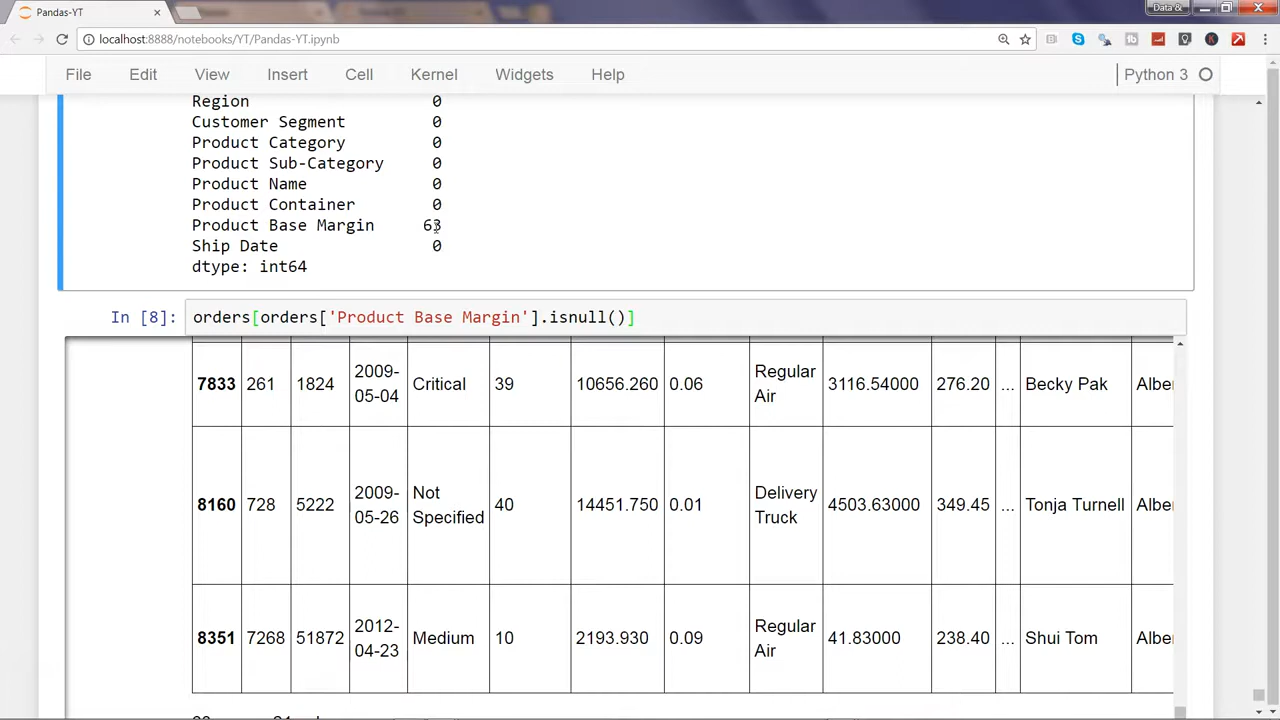 Pandas-YT
Data &
localhost:8888/notebooks/YT/Pandas-YT.ipynb
File Edit View Insert Cell Kernel Widgets Help Python 3
Region 0
Customer Segment 0
Product Category 0
Product Sub-Category 0
Product Name 0
Product Container 0
Product Base Margin 63
Ship Date 0
dtype: int64
In [8]: orders[orders['Product Base Margin'].isnull()]
7833 261 1824 2009-05-04 Critical 39 10656.260 0.06 Regular Air 3116.54000 276.20 ... Becky Pak Alber
8160 728 5222 2009-05-26 Not Specified 40 14451.750 0.01 Delivery Truck 4503.63000 349.45 ... Tonja Turnell Alber
8351 7268 51872 2012-04-23 Medium 10 2193.930 0.09 Regular Air 41.83000 238.40 ... Shui Tom Alber